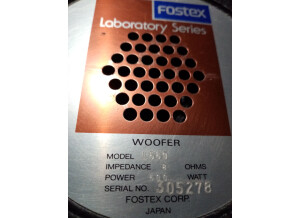 FOSTEX
Laboratory Series
WOOFER
MODEL
IMPEDANCE OHMS
POWER WATT
SERIAL NO. 305278
FOSTEX CORP.
JAPAN